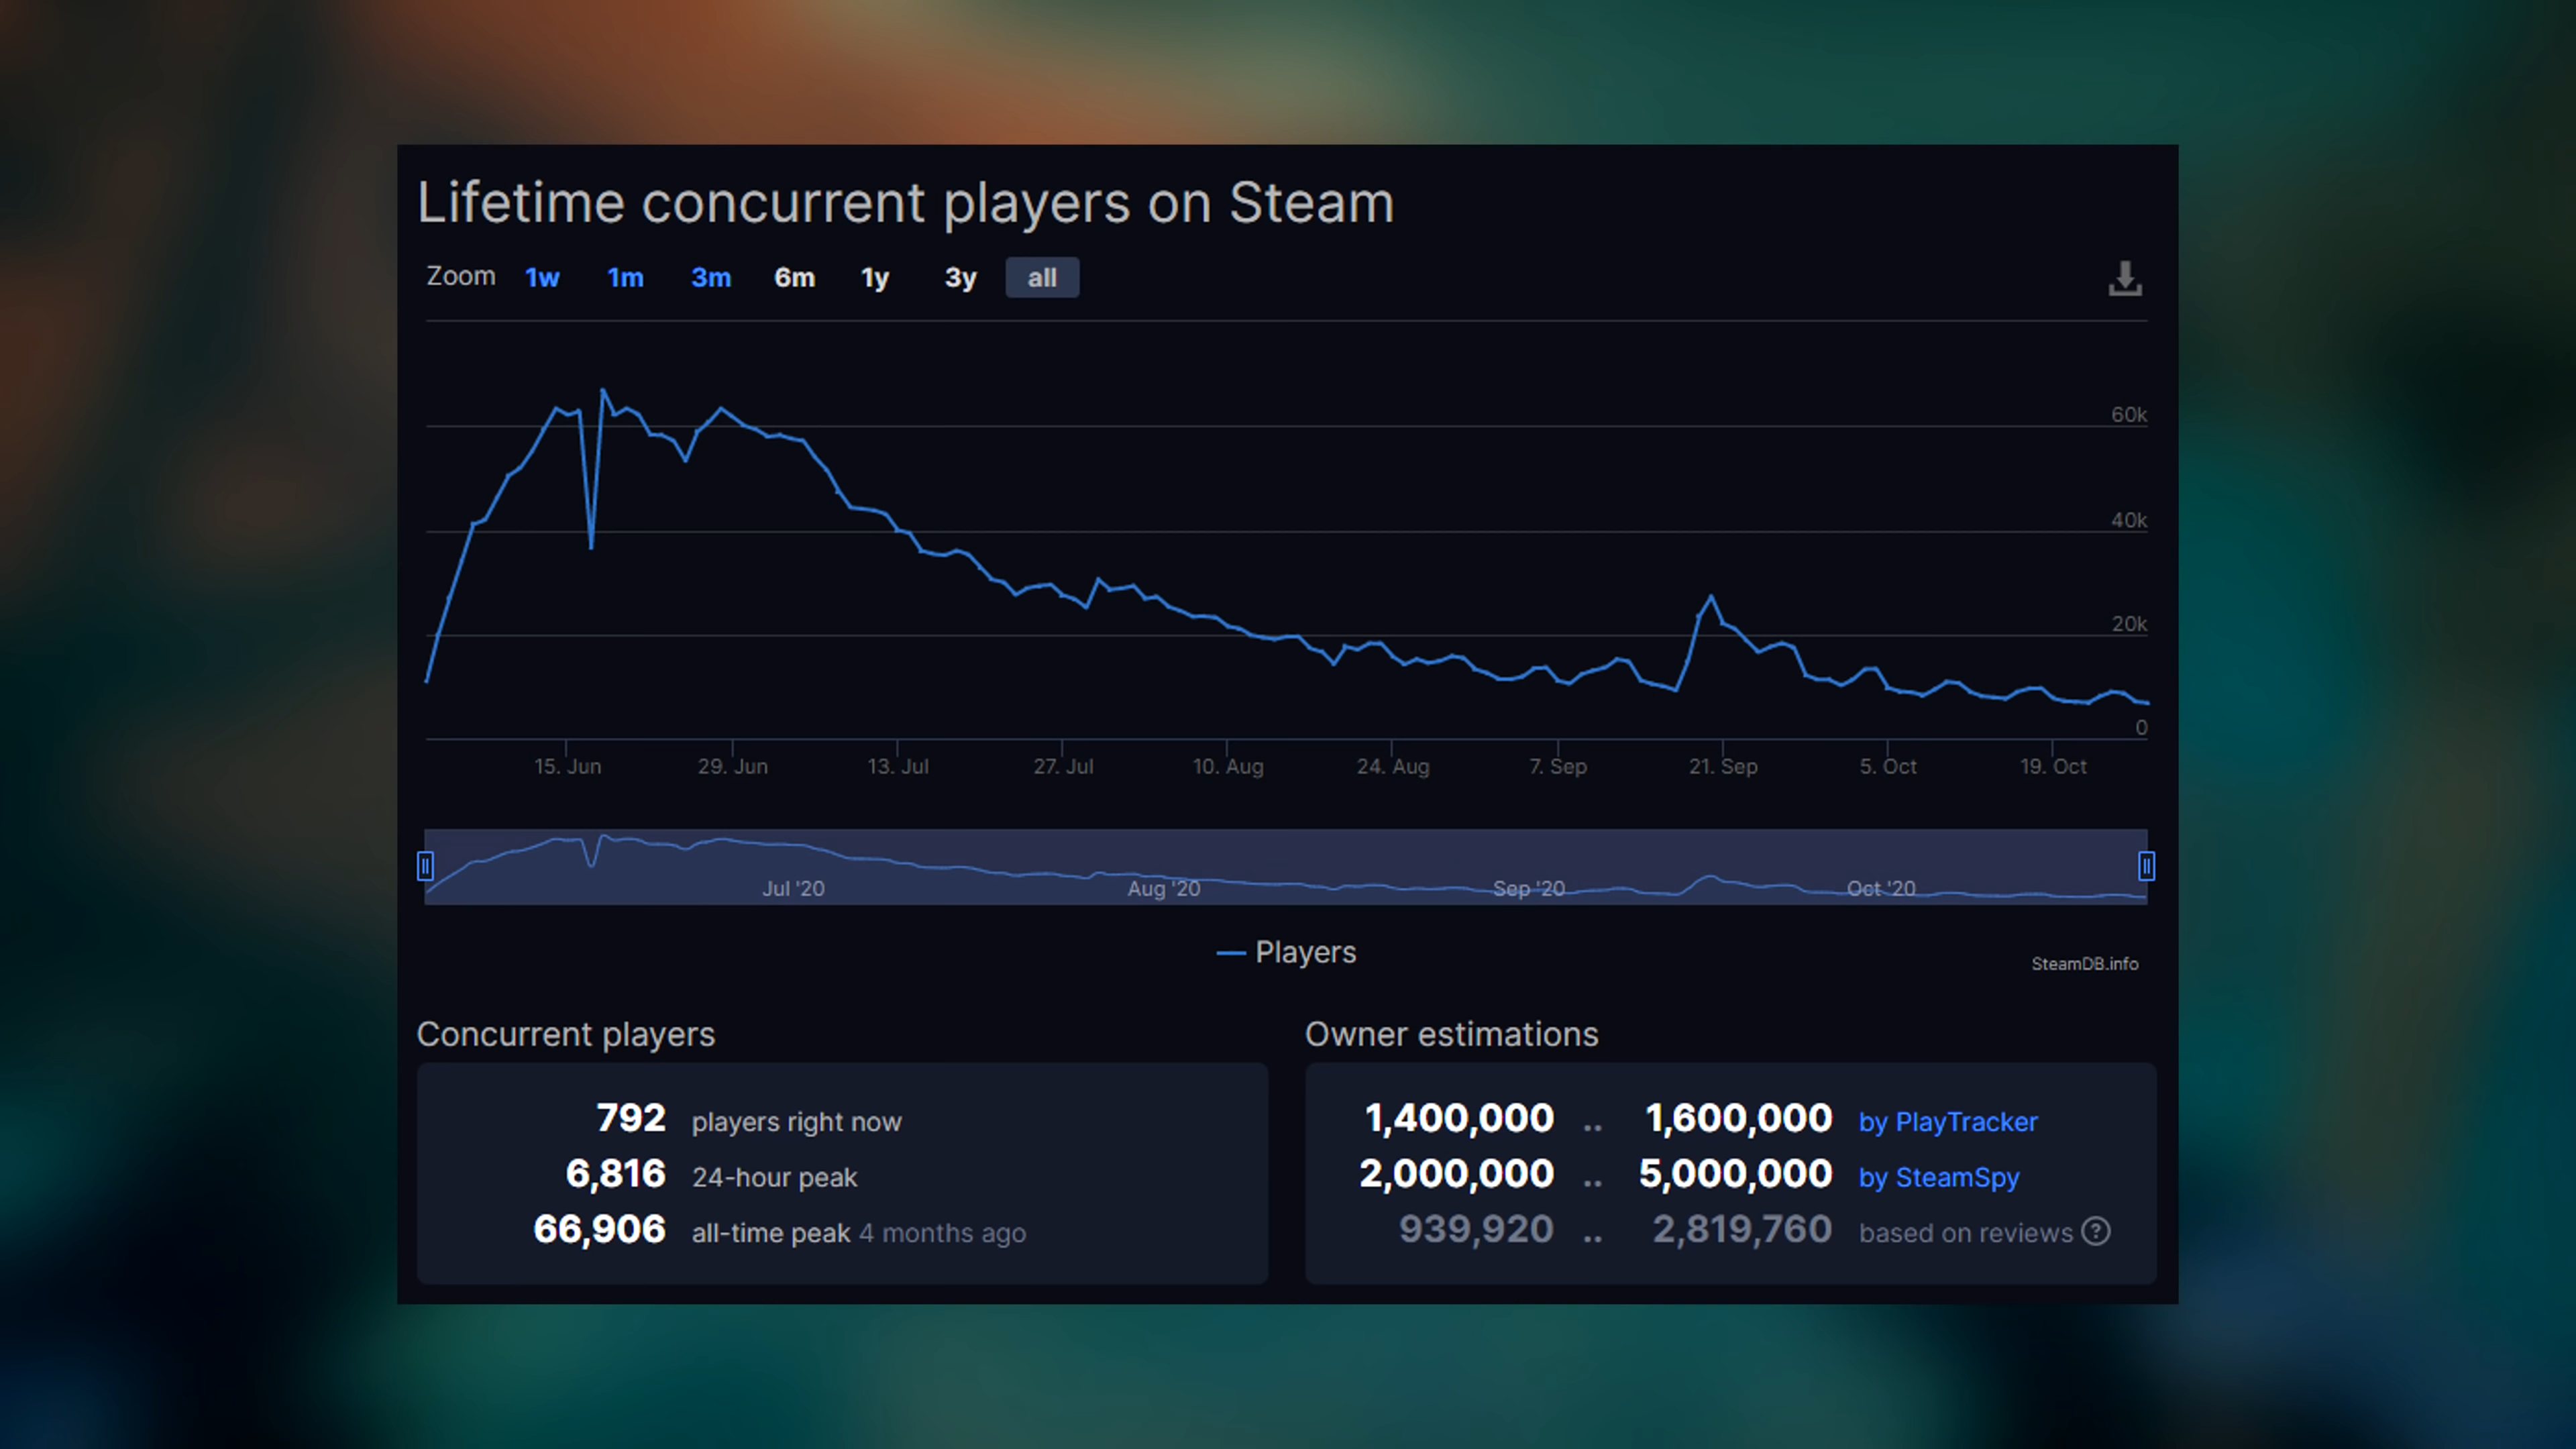 Lifetime concurrent players on Steam
Zoom 1w 1m 3m 6m 1y 3y all
60k
40k
20k
0
15. Jun 29. Jun 13. Jul 27. Jul 10. Aug 24. Aug 7. Sep 21. Sep 5. Oct 19. Oct
Jul '20 Aug '20 Sep '20 Oct '20
Players
SteamDB.info
Concurrent players
792 players right now
6,816 24-hour peak
66,906 all-time peak 4 months ago
Owner estimations
1,400,000 .. 1,600,000 by PlayTracker
2,000,000 .. 5,000,000 by SteamSpy
939,920 .. 2,819,760 based on reviews ?